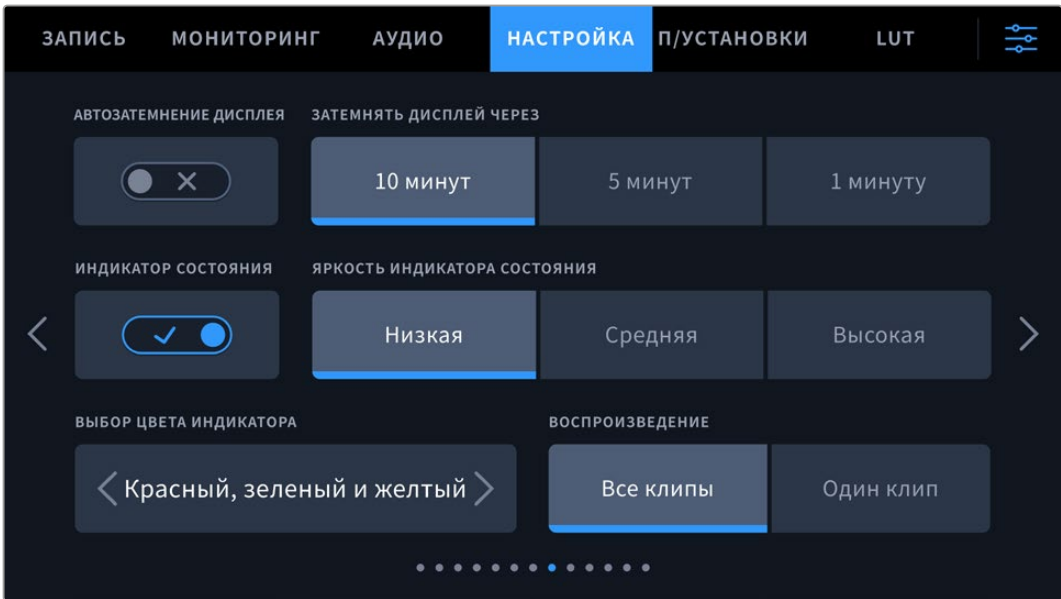 ЗАПИСЬ МОНИТОРИНГ АУДИО НАСТРОЙКА П/УСТАНОВКИ LUT
АВТОЗАТЕМНЕНИЕ ДИСПЛЕЯ ЗАТЕМНЯТЬ ДИСПЛЕЙ ЧЕРЕЗ
10 минут 5 минут 1 минуту
ИНДИКАТОР СОСТОЯНИЯ ЯРКОСТЬ ИНДИКАТОРА СОСТОЯНИЯ
Низкая Средняя Высокая
ВЫБОР ЦВЕТА ИНДИКАТОРА ВОСПРОИЗВЕДЕНИЕ
Красный, зеленый и желтый Все клипы Один клип